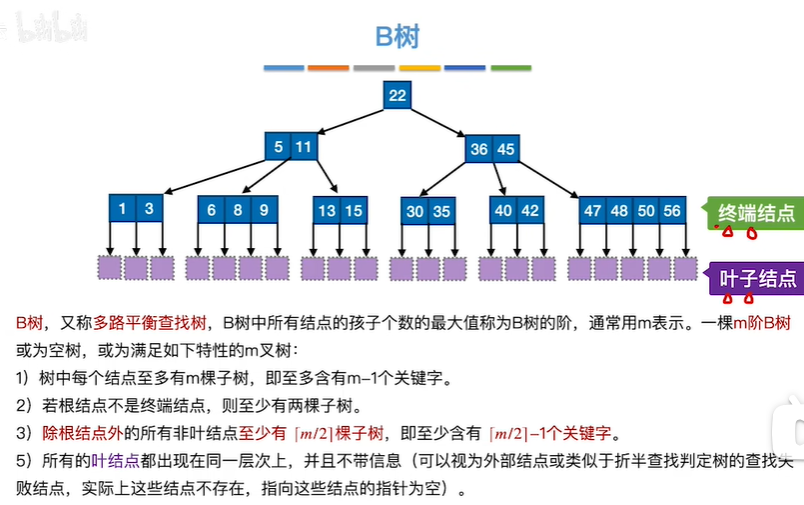 bilibili
B树
22
5 11
36 45
1 3
6 8 9
13 15
30 35
40 42
47 48 50 56
终端结点
叶子结点
B树，又称多路平衡查找树，B树中所有结点的孩子个数的最大值称为B树的阶，通常用m表示。一棵m阶B树
或为空树，或为满足如下特性的m叉树：
1）树中每个结点至多有m棵子树，即至多含有m-1个关键字。
2）若根结点不是终端结点，则至少有两棵子树。
3）除根结点外的所有非叶结点至少有 ⌈m/2⌉棵子树，即至少含有 ⌈m/2⌉-1个关键字。
5）所有的叶结点都出现在同一层次上，并且不带信息（可以视为外部结点或类似于折半查找判定树的查找失
败结点，实际上这些结点不存在，指向这些结点的指针为空）。